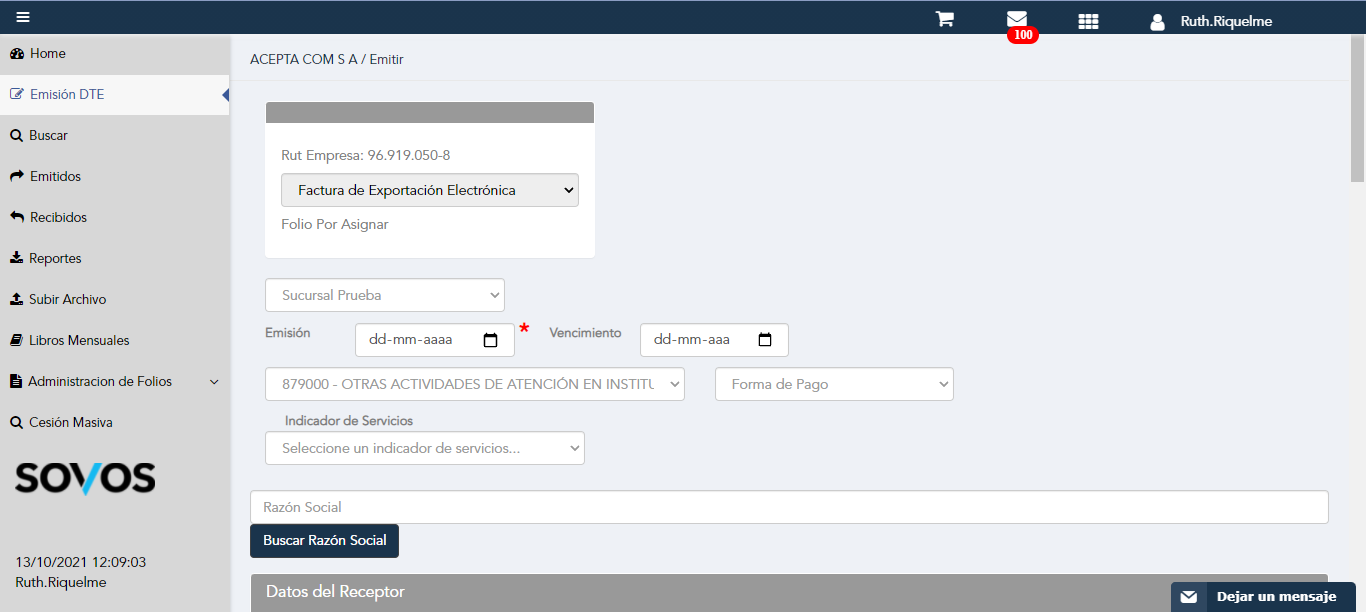 Ruth.Riquelme
100
Home
Emisión DTE
Buscar
Emitidos
Recibidos
Reportes
Subir Archivo
Libros Mensuales
Administracion de Folios
Cesión Masiva
SOVOS
13/10/2021 12:09:03
Ruth.Riquelme
ACEPTA COM S A / Emitir
Rut Empresa: 96.919.050-8
Factura de Exportación Electrónica
Folio Por Asignar
Sucursal Prueba
Emisión dd-mm-aaaa * Vencimiento dd-mm-aaa
879000 - OTRAS ACTIVIDADES DE ATENCIÓN EN INSTITU Forma de Pago
Indicador de Servicios
Seleccione un indicador de servicios...
Razón Social
Buscar Razón Social
Datos del Receptor
Dejar un mensaje